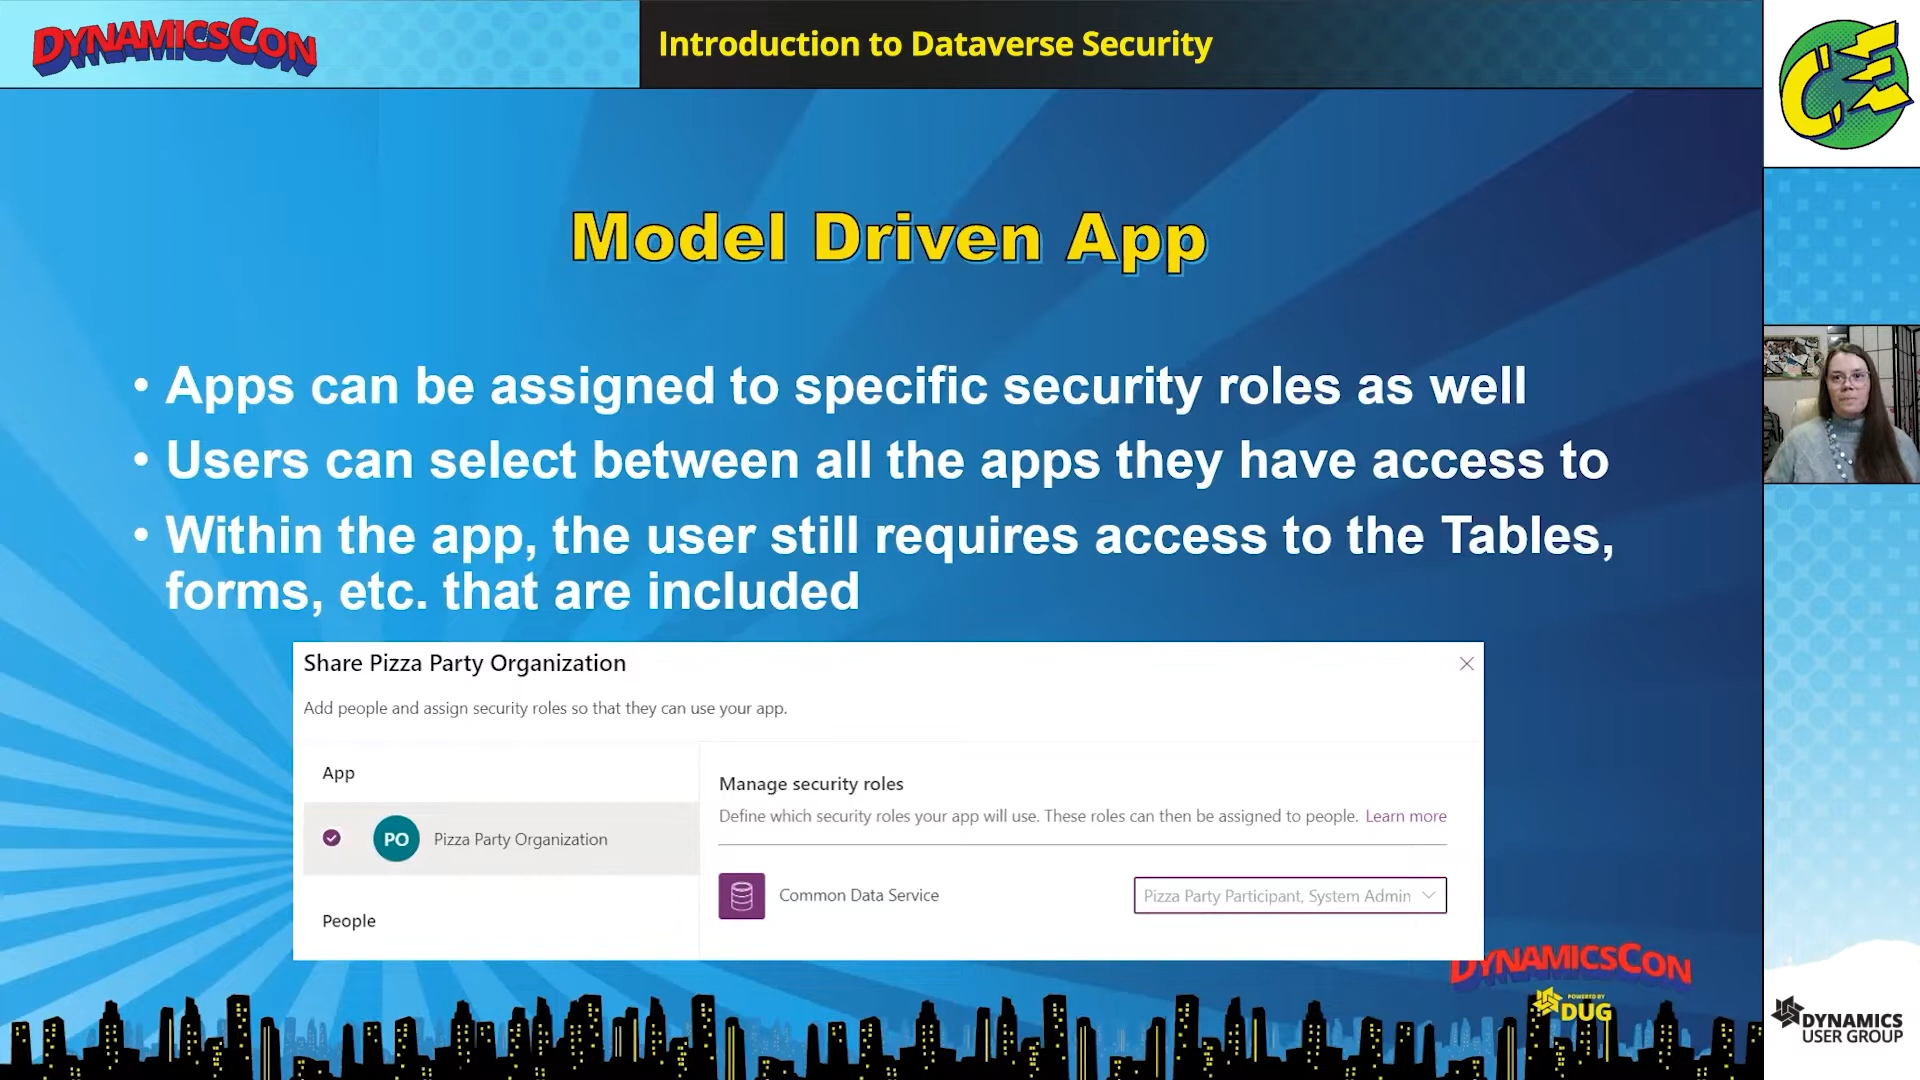 DYNAMICSCON
Introduction to Dataverse Security
CE
Model Driven App
• Apps can be assigned to specific security roles as well
• Users can select between all the apps they have access to
• Within the app, the user still requires access to the Tables,
forms, etc. that are included
Share Pizza Party Organization
Add people and assign security roles so that they can use your app.
App
Manage security roles
Define which security roles your app will use. These roles can then be assigned to people. Learn more
PO Pizza Party Organization
Common Data Service
Pizza Party Participant, System Admin
People
DYNAMICSCON
POWERED BY
DUG
DYNAMICS
USER GROUP